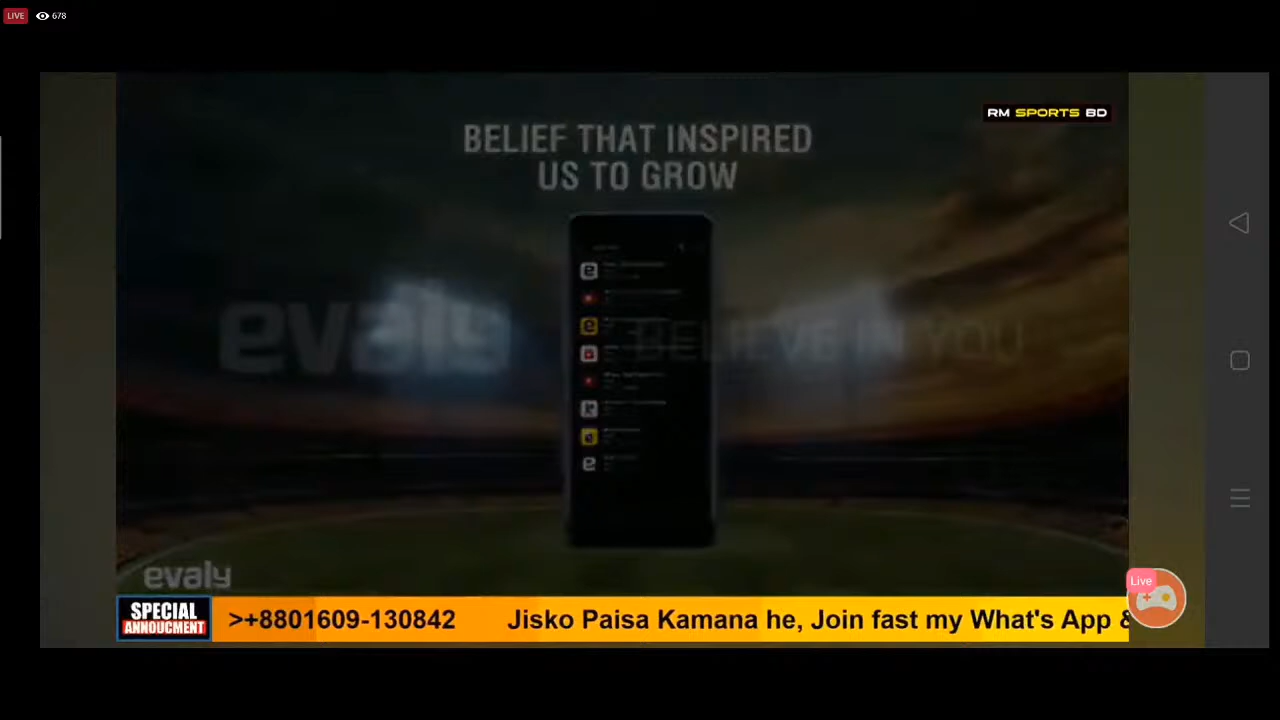 LIVE 678
RM SPORTS BD
BELIEF THAT INSPIRED
US TO GROW
evaly
BELIEVE IN YOU
evaly
SPECIAL
ANNOUCMENT
>+8801609-130842 Jisko Paisa Kamana he, Join fast my What's App &
Live